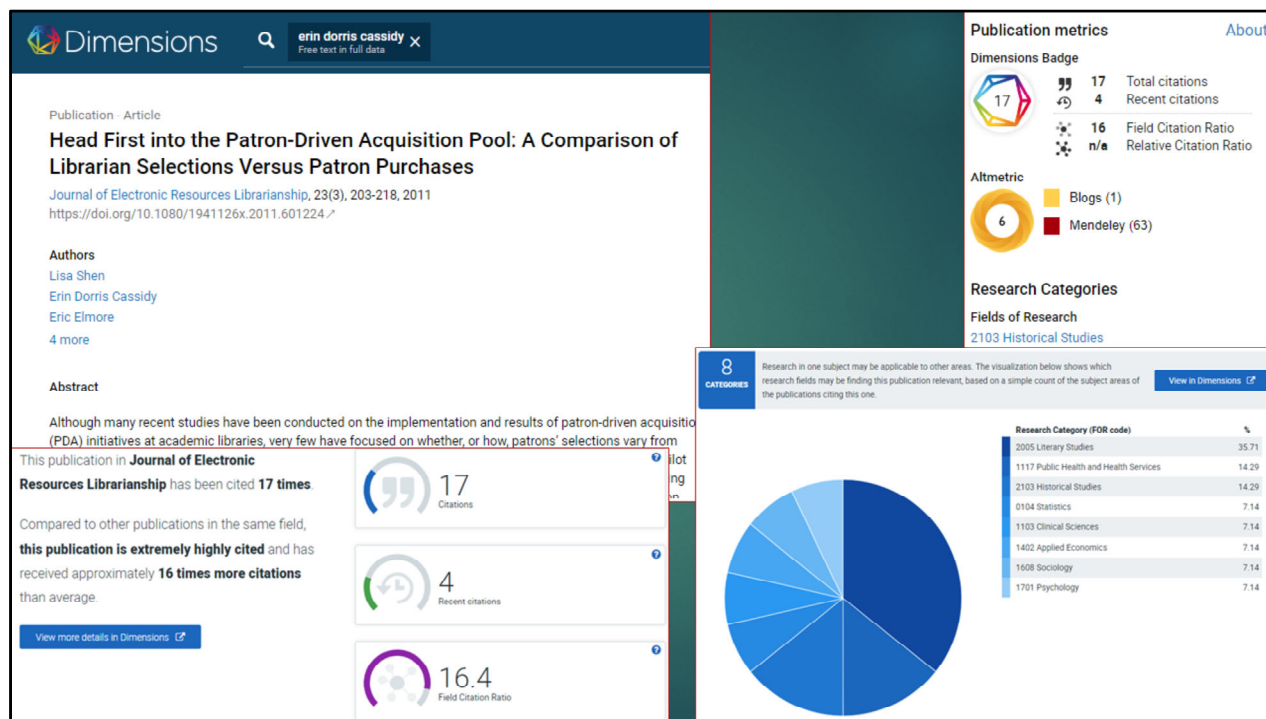 Dimensions
erin dorris cassidy ×
Free text in full data
Publication - Article
Head First into the Patron-Driven Acquisition Pool: A Comparison of
Librarian Selections Versus Patron Purchases
Journal of Electronic Resources Librarianship, 23(3), 203-218, 2011
https://doi.org/10.1080/1941126x.2011.601224
Authors
Lisa Shen
Erin Dorris Cassidy
Eric Elmore
4 more
Abstract
Although many recent studies have been conducted on the implementation and results of patron-driven acquisitio
(PDA) initiatives at academic libraries, very few have focused on whether, or how, patrons' selections vary from
ilot
ing
This publication in Journal of Electronic
Resources Librarianship has been cited 17 times.
Compared to other publications in the same field,
this publication is extremely highly cited and has
received approximately 16 times more citations
than average.
View more details in Dimensions
17
Citations
4
Recent citations
16.4
Field Citation Ratio
Publication metrics
About
Dimensions Badge
17
17 Total citations
4 Recent citations
16 Field Citation Ratio
n/a Relative Citation Ratio
Altmetric
6
Blogs (1)
Mendeley (63)
Research Categories
Fields of Research
2103 Historical Studies
8
CATEGORIES
Research in one subject may be applicable to other areas. The visualization below shows which
research fields may be finding this publication relevant, based on a simple count of the subject areas of
the publications citing this one.
View in Dimensions
Research Category (FOR code) %
2005 Literary Studies 35.71
1117 Public Health and Health Services 14.29
2103 Historical Studies 14.29
0104 Statistics 7.14
1103 Clinical Sciences 7.14
1402 Applied Economics 7.14
1608 Sociology 7.14
1701 Psychology 7.14